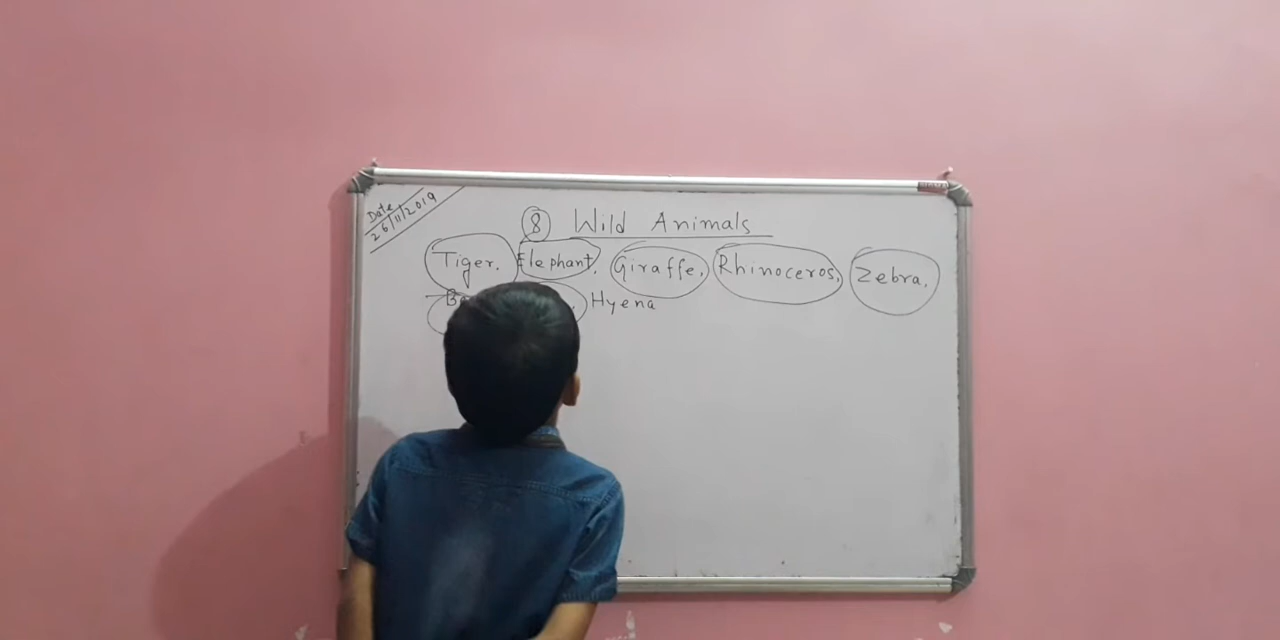 Date
26/11/2019
8 Wild Animals
Tiger. Elephant. Giraffe, Rhinoceros, Zebra,
Hyena